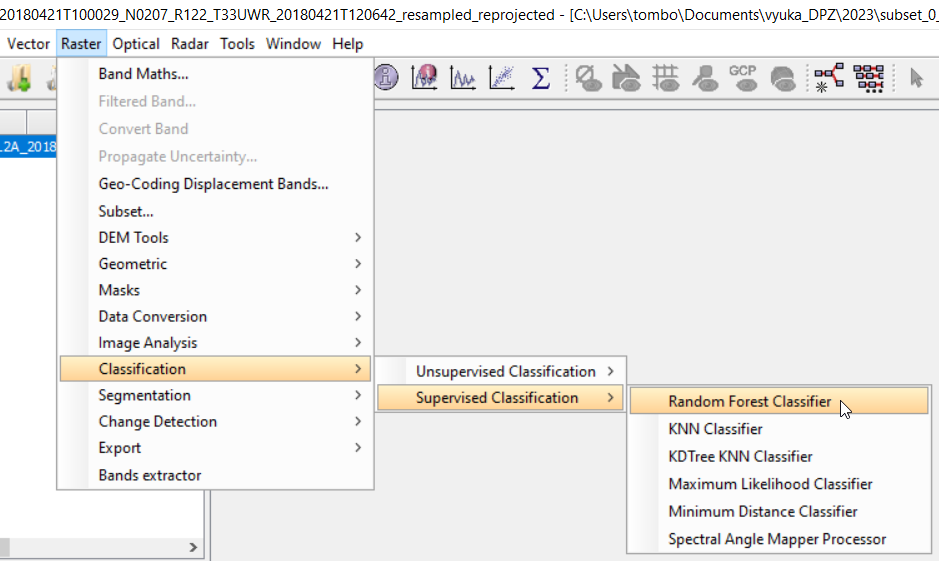 20180421T100029_N0207_R122_T33UWR_20180421T120642_resampled_reprojected - [C:\Users\tombo\Documents\vyuka_DPZ\2023\subset_0_
Vector Raster Optical Radar Tools Window Help
GCP
.2A_2018
Band Maths...
Filtered Band...
Convert Band
Propagate Uncertainty...
Geo-Coding Displacement Bands...
Subset...
DEM Tools
Geometric
Masks
Data Conversion
Image Analysis
Classification
Segmentation
Change Detection
Export
Bands extractor
Unsupervised Classification
Supervised Classification
Random Forest Classifier
KNN Classifier
KDTree KNN Classifier
Maximum Likelihood Classifier
Minimum Distance Classifier
Spectral Angle Mapper Processor